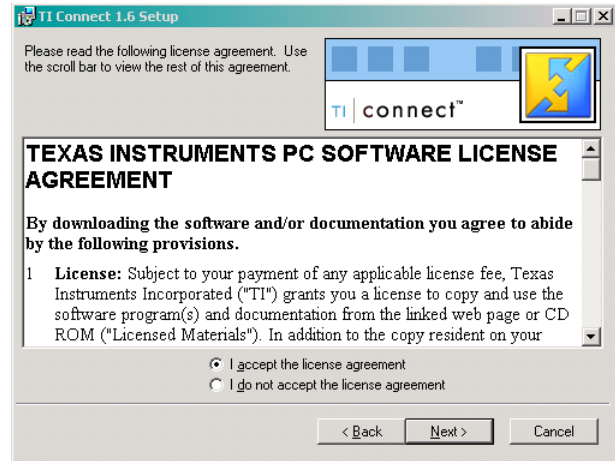 TI Connect 1.6 Setup
Please read the following license agreement. Use
the scroll bar to view the rest of this agreement.
TI connect™
TEXAS INSTRUMENTS PC SOFTWARE LICENSE
AGREEMENT
By downloading the software and/or documentation you agree to abide
by the following provisions.
1 License: Subject to your payment of any applicable license fee, Texas
Instruments Incorporated ("TI") grants you a license to copy and use the
software program(s) and documentation from the linked web page or CD
ROM ("Licensed Materials"). In addition to the copy resident on your
I accept the license agreement
I do not accept the license agreement
< Back Next > Cancel